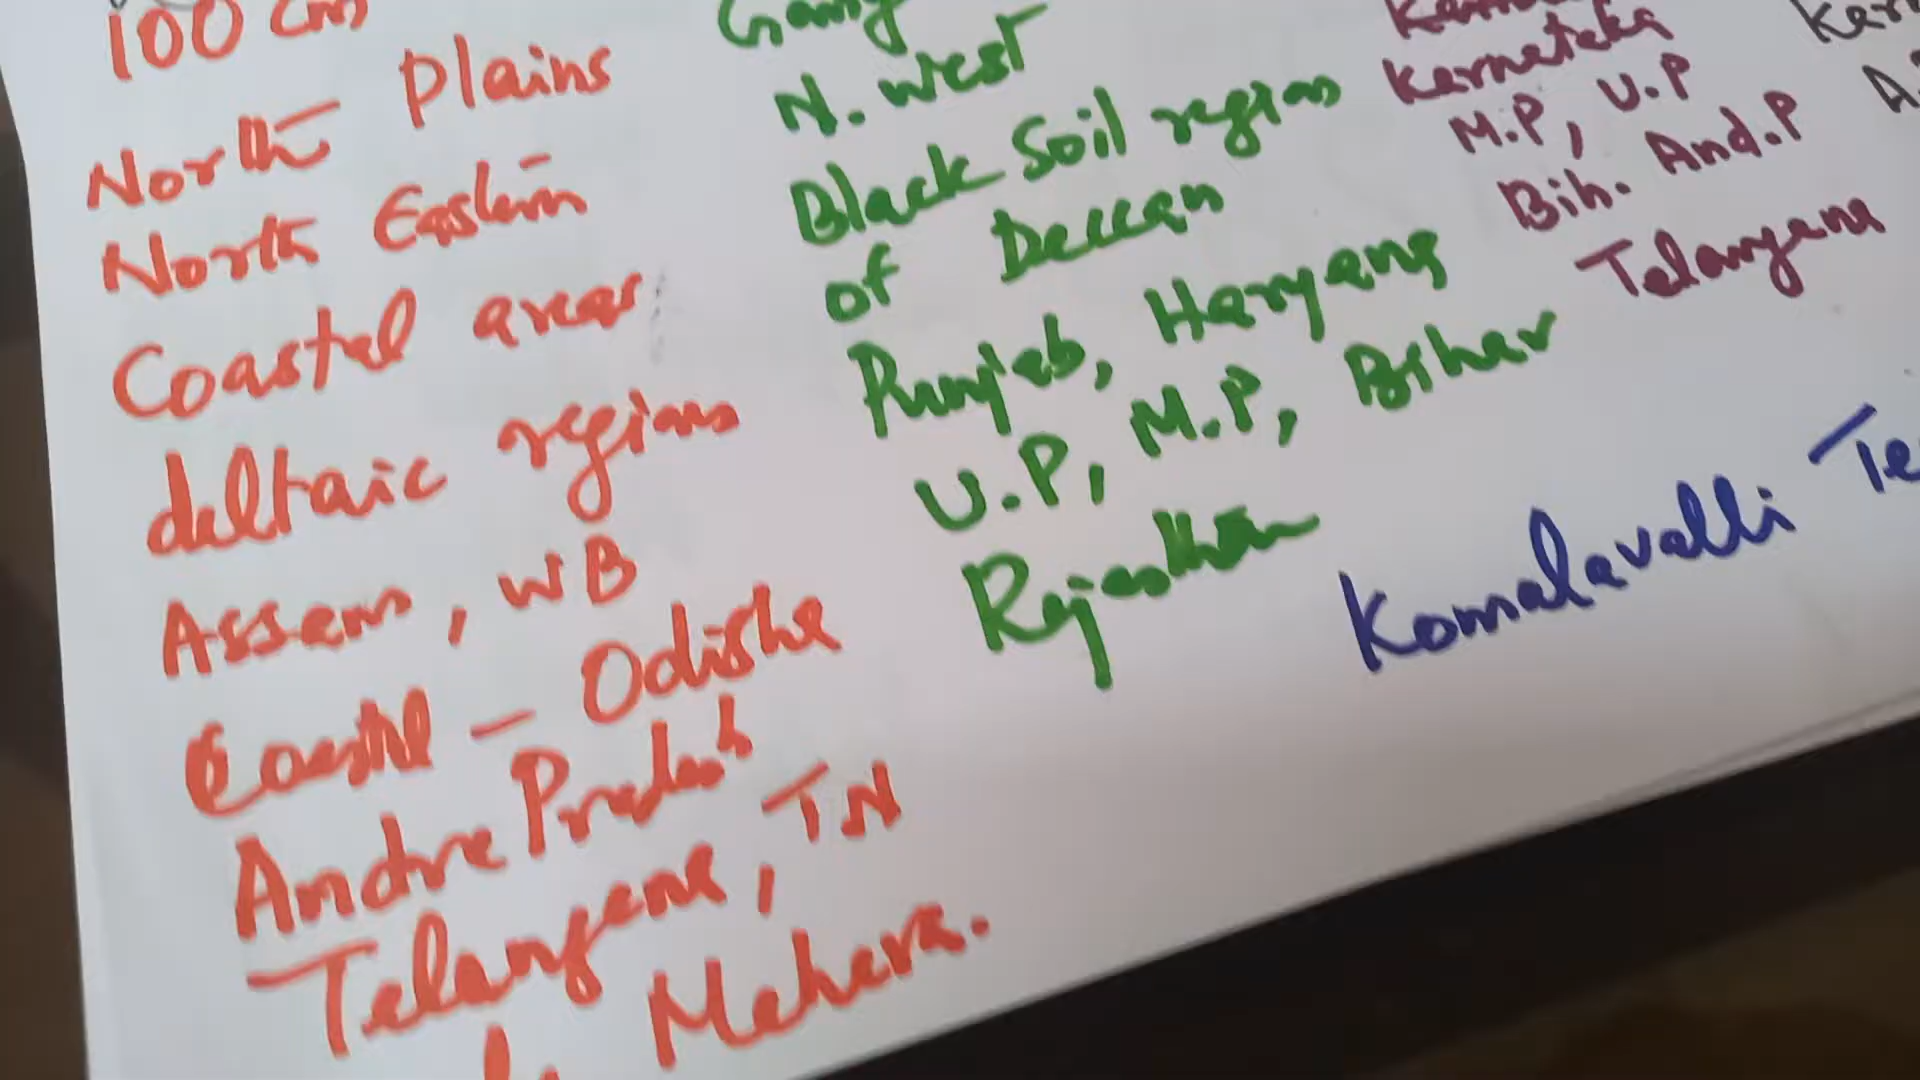 100 cm
North Plains
North Eastern
Coastal areas
deltaic regions
Assam, WB
Coastal - Odisha
Andra Pradesh
Telangana, TN
Mahara.
N. West
Black Soil region
of Deccan
Punjab, Haryana
U.P, M.P, Bihar
Rajasthan
Karnataka
M.P, U.P
Bih. And.P
Telangana
Komalavalli